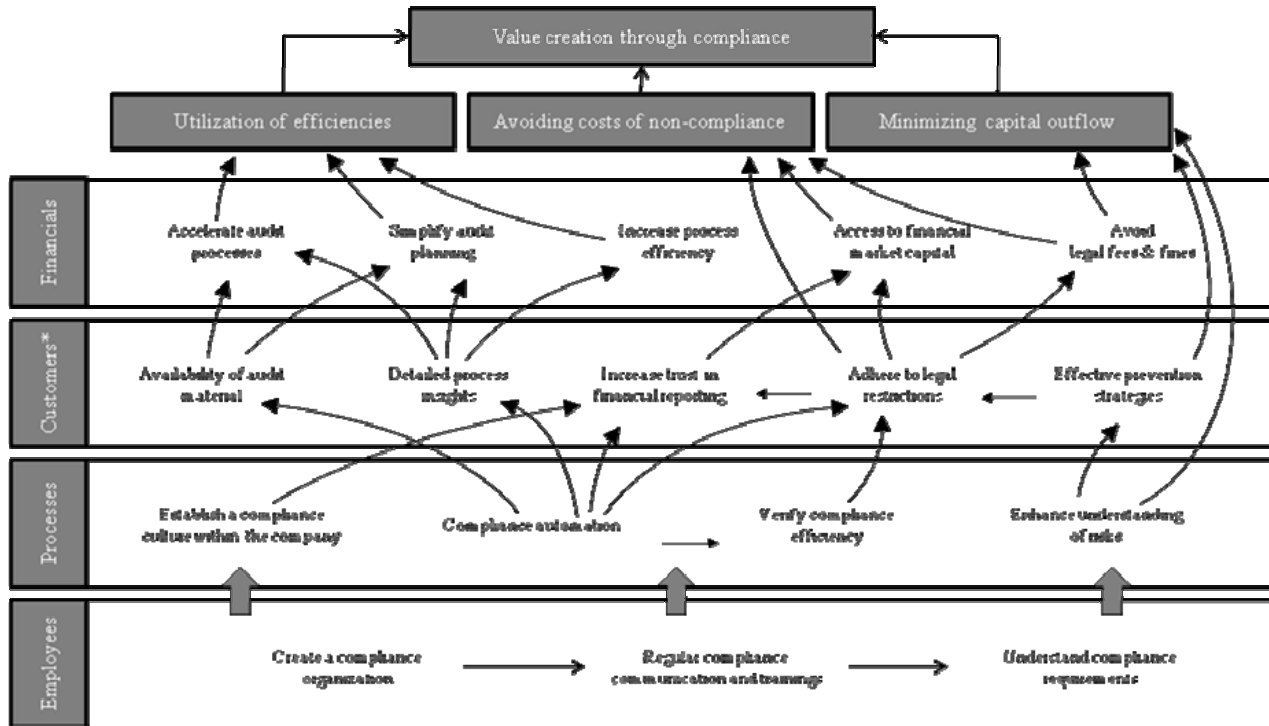 Value creation through compliance
Utilization of efficiencies
Avoiding costs of non-compliance
Minimizing capital outflow
Financials
Accelerate audit
processes
Simplify audit
planning
Increase process
efficiency
Access to financial
market capital
Avoid
legal fees & fines
Customers*
Availability of audit
material
Detailed process
insights
Increase trust in
financial reporting
Adhere to legal
restrictions
Effective prevention
strategies
Processes
Establish a compliance
culture within the company
Compliance automation
Verify compliance
efficiency
Enhance understanding
of risks
Employees
Create a compliance
organization
Regular compliance
communication and trainings
Understand compliance
requirements